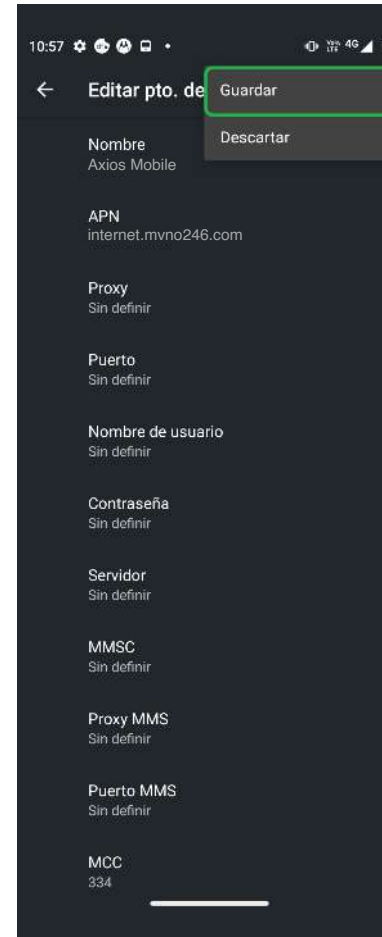 10:57
VoLTE 4G
Editar pto. de
Guardar
Descartar
Nombre
Axios Mobile
APN
internet.mvno246.com
Proxy
Sin definir
Puerto
Sin definir
Nombre de usuario
Sin definir
Contraseña
Sin definir
Servidor
Sin definir
MMSC
Sin definir
Proxy MMS
Sin definir
Puerto MMS
Sin definir
MCC
334